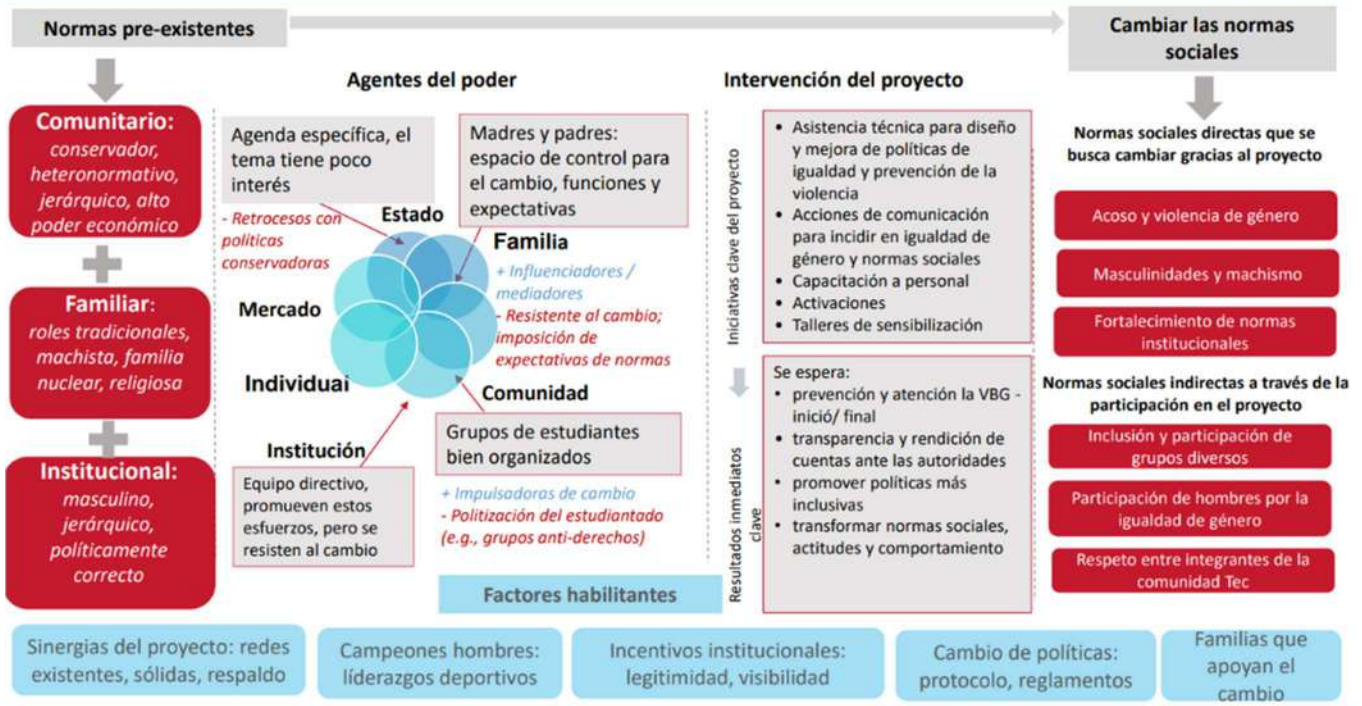 Normas pre-existentes
Cambiar las normas
sociales
Comunitario:
conservador,
heteronormativo,
jerárquico, alto
poder económico
Familiar:
roles tradicionales,
machista, familia
nuclear, religiosa
Institucional:
masculino,
jerárquico,
políticamente
correcto
Agentes del poder
Agenda específica, el
tema tiene poco
interés
- Retrocesos con
políticas
conservadoras
Madres y padres:
espacio de control para
el cambio, funciones y
expectativas
Estado
Familia
+ Influenciadores /
mediadores
- Resistente al cambio;
imposición de
expectativas de normas
Mercado
Individuai
Comunidad
Grupos de estudiantes
bien organizados
+ Impuisadoras de cambio
- Politización del estudiantado
(e.g., grupos anti-derechos)
Institución
Equipo directivo,
promueven estos
esfuerzos, pero se
resisten al cambio
Intervención del proyecto
Iniciativas clave del proyecto
• Asistencia técnica para diseño
y mejora de políticas de
igualdad y prevención de la
violencia
• Acciones de comunicación
para incidir en igualdad de
género y normas sociales
• Capacitación a personal
• Activaciones
• Talleres de sensibilización
Resultados inmediatos
clave
Se espera:
• prevención y atención la VBG -
inició/ final
• transparencia y rendición de
cuentas ante las autoridades
• promover políticas más
inclusivas
• transformar normas sociales,
actitudes y comportamiento
Normas sociales directas que se
busca cambiar gracias al proyecto
Acoso y violencia de género
Masculinidades y machismo
Fortalecimiento de normas
institucionales
Normas sociales indirectas a través de la
participación en el proyecto
Inclusión y participación de
grupos diversos
Participación de hombres por la
igualdad de género
Respeto entre integrantes de la
comunidad Tec
Factores habilitantes
Sinergias del proyecto: redes
existentes, sólidas, respaldo
Campeones hombres:
líderazgos deportivos
Incentivos institucionales:
legitimidad, visibilidad
Cambio de políticas:
protocolo, reglamentos
Familias que
apoyan el
cambio